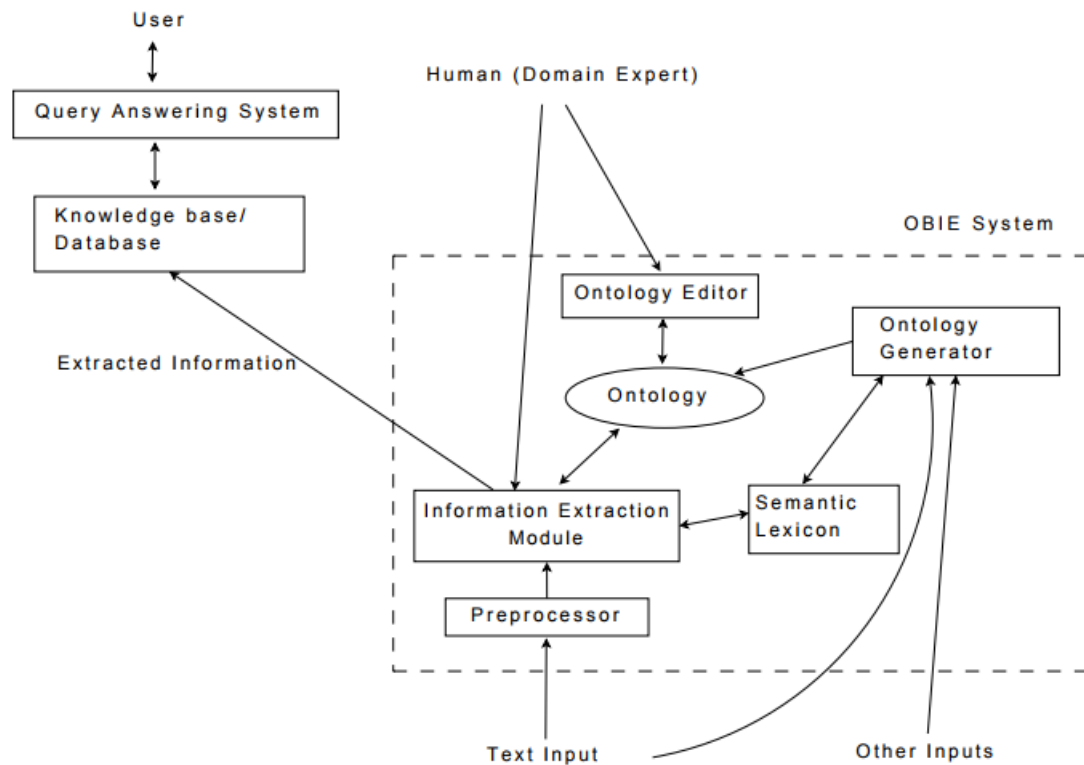 User
Query Answering System
Human (Domain Expert)
Knowledge base/
Database
OBIE System
Ontology Editor
Ontology
Generator
Extracted Information
Ontology
Information Extraction
Module
Semantic
Lexicon
Preprocessor
Text Input
Other Inputs